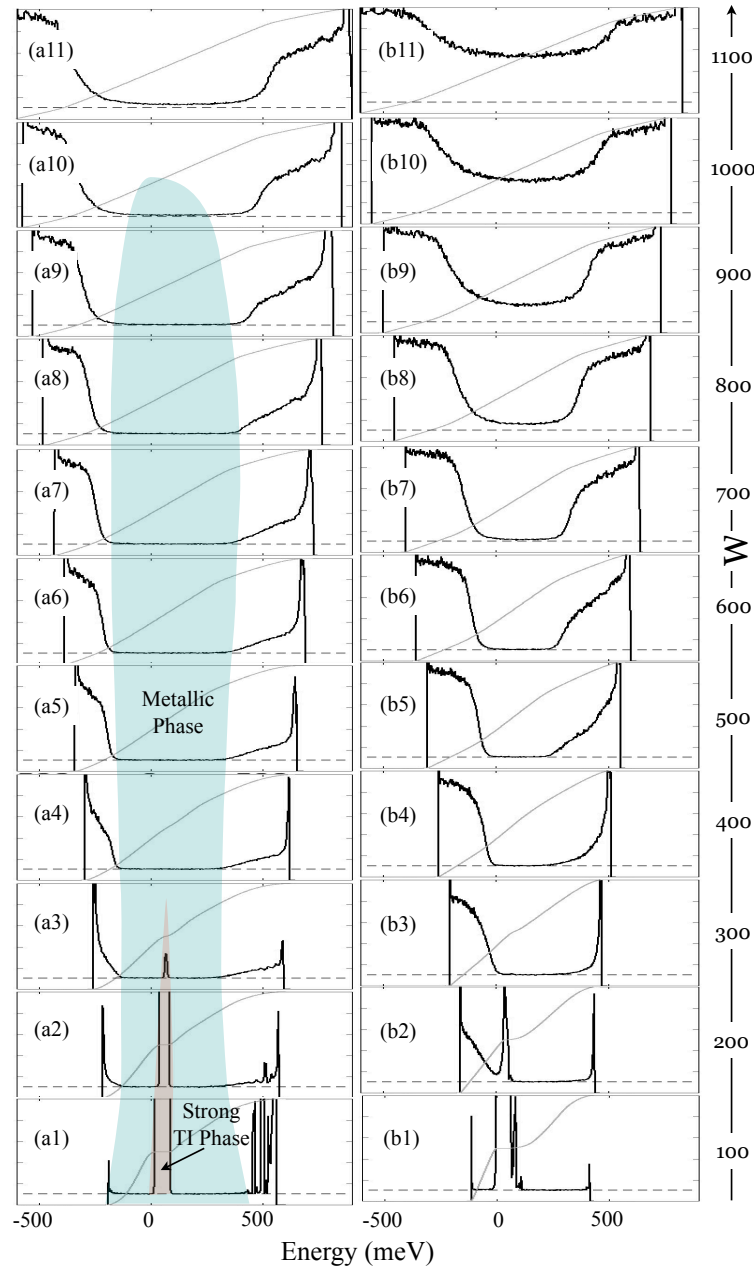 (a11) (b11) 1100
(a10) (b10) 1000
(a9) (b9) 900
(a8) (b8) 800
(a7) (b7) 700
W
(a6) (b6) 600
(a5) Metallic Phase (b5) 500
(a4) (b4) 400
(a3) (b3) 300
(a2) (b2) 200
(a1) Strong TI Phase (b1) 100
-500 0 500 -500 0 500
Energy (meV)